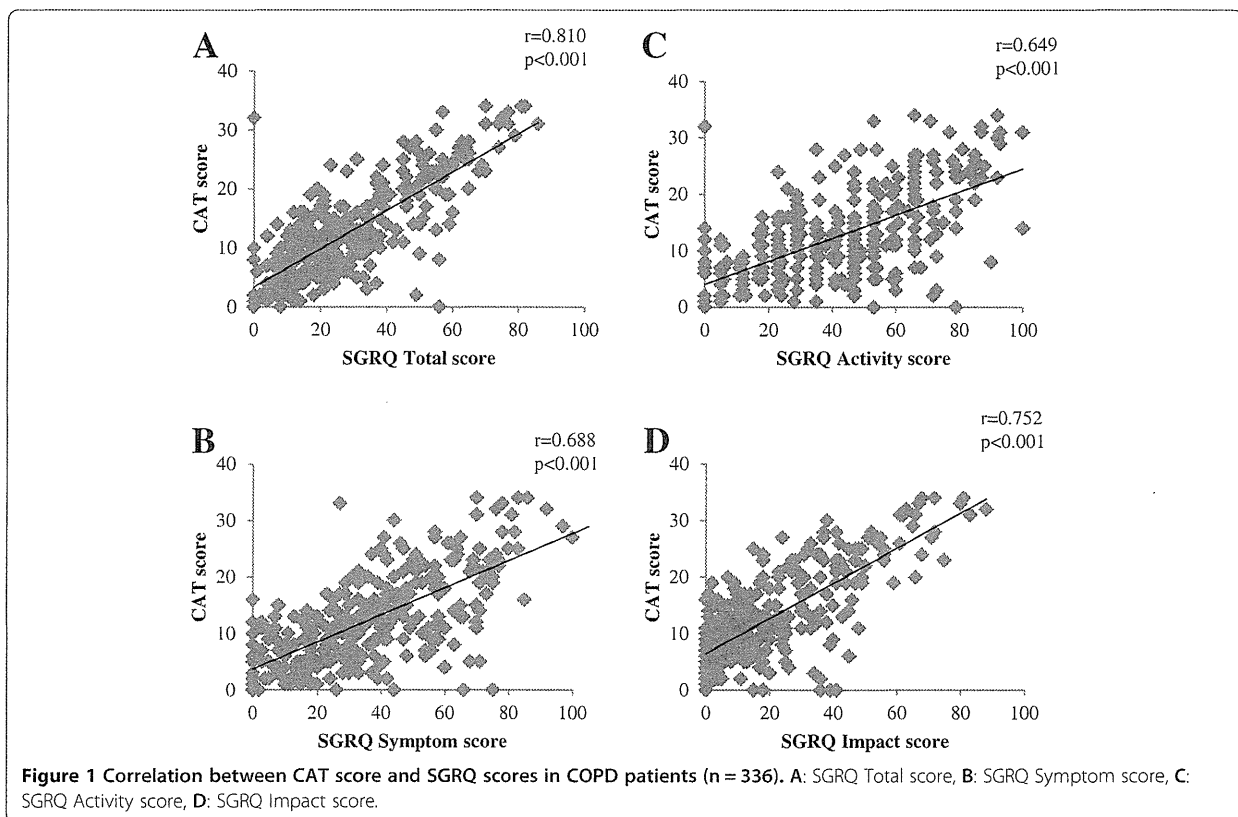 A
r=0.810
p<0.001
40
30
20
10
0
CAT score
0 20 40 60 80 100
SGRQ Total score
C
r=0.649
p<0.001
40
30
20
10
0
CAT score
0 20 40 60 80 100
SGRQ Activity score
B
r=0.688
p<0.001
40
30
20
10
0
CAT score
0 20 40 60 80 100
SGRQ Symptom score
D
r=0.752
p<0.001
40
30
20
10
0
CAT score
0 20 40 60 80 100
SGRQ Impact score
Figure 1 Correlation between CAT score and SGRQ scores in COPD patients (n = 336). A: SGRQ Total score, B: SGRQ Symptom score, C:
SGRQ Activity score, D: SGRQ Impact score.